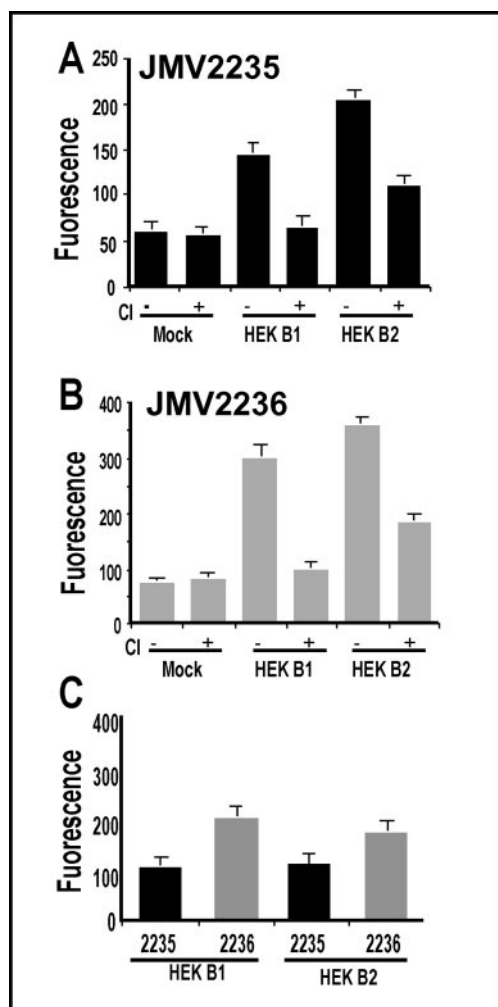 A JMV2235
250
200
150
100
50
0
Fuorescence
CI - + - + - +
Mock HEK B1 HEK B2
B JMV2236
400
300
200
100
0
Fluorescence
CI - + - + - +
Mock HEK B1 HEK B2
C
400
300
200
100
0
Fluorescence
2235 2236 2235 2236
HEK B1 HEK B2